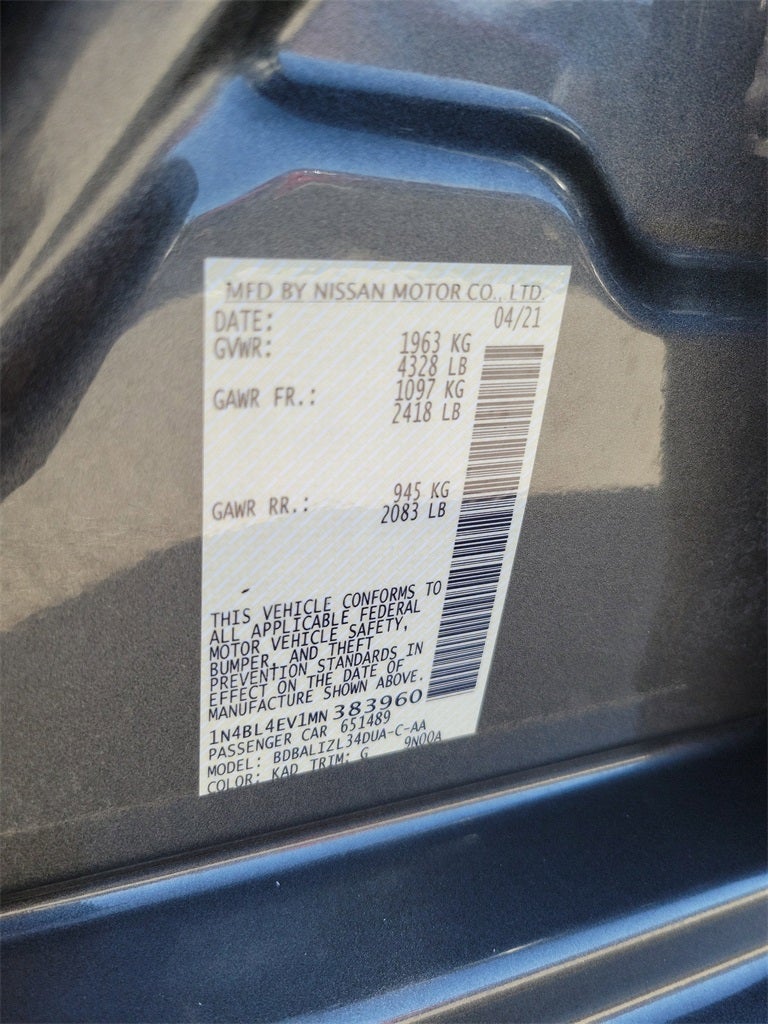 MFD BY NISSAN MOTOR CO., LTD.
DATE: 04/21
GVWR: 1963 KG
4328 LB
GAWR FR.: 1097 KG
2418 LB
GAWR RR.: 945 KG
2083 LB
THIS VEHICLE CONFORMS TO
ALL APPLICABLE FEDERAL
MOTOR VEHICLE SAFETY,
BUMPER, AND THEFT
PREVENTION STANDARDS IN
EFFECT ON THE DATE OF
MANUFACTURE SHOWN ABOVE.
1N4BL4EV1MN 383960
PASSENGER CAR 651489
MODEL: BDBALIZL34DUA-C-AA
COLOR: KAD TRIM: G 9N00A